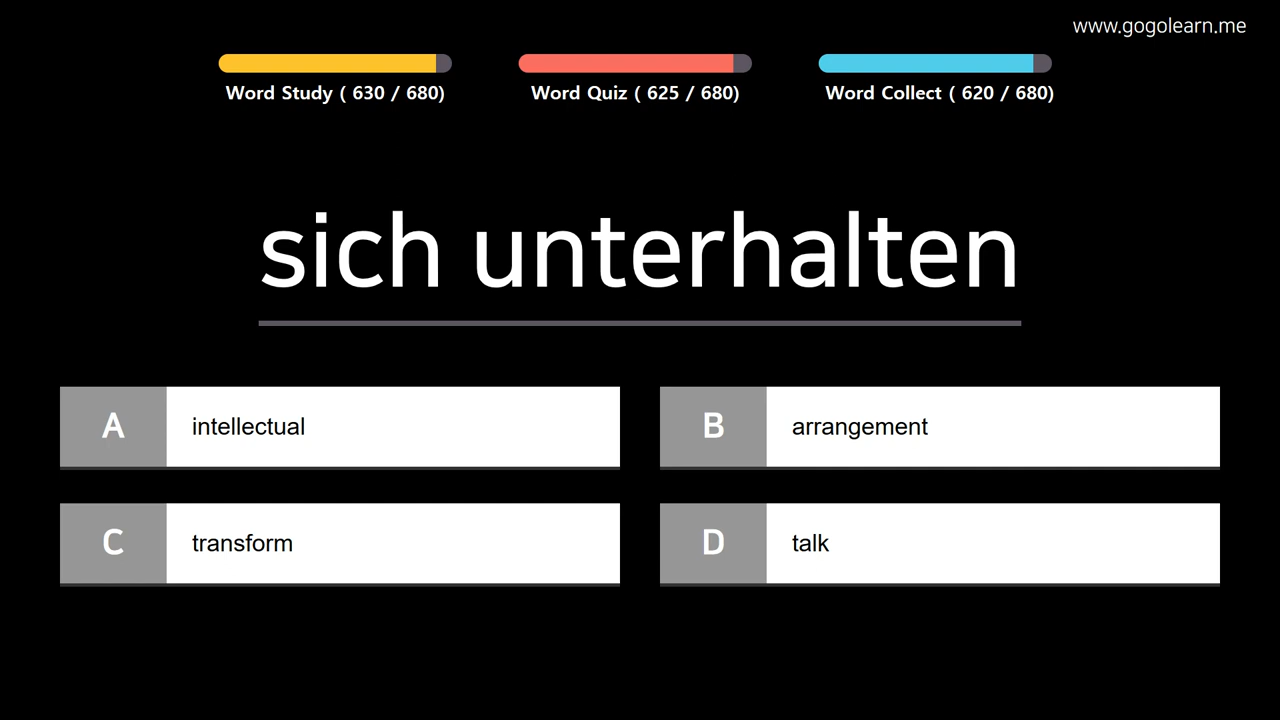 www.gogolearn.me
Word Study ( 630 / 680)
Word Quiz ( 625 / 680)
Word Collect ( 620 / 680)
sich unterhalten
A intellectual
B arrangement
C transform
D talk